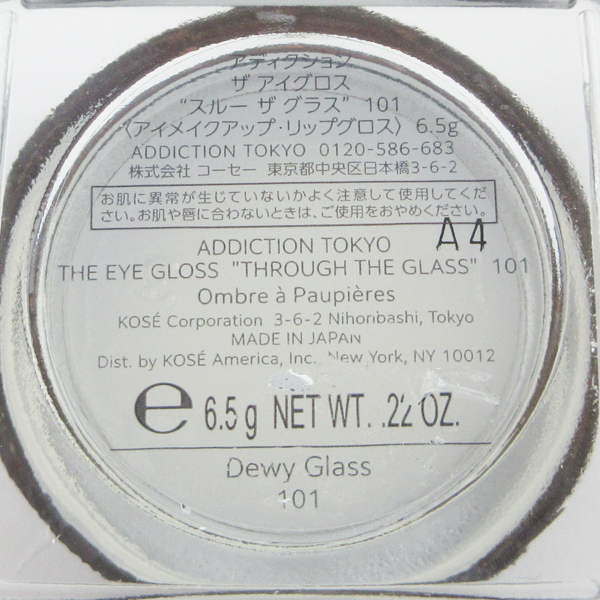 アディクション
ザ アイグロス
“スルー ザ グラス” 101
〈アイメイクアップ・リップグロス〉 6.5g
ADDICTION TOKYO 0120-586-683
株式会社 コーセー 東京都中央区日本橋3-6-2
お肌に異常が生じていないかよく注意して使用してくだ
さい。お肌や唇に合わないときは、ご使用をおやめください。
A4
ADDICTION TOKYO
THE EYE GLOSS "THROUGH THE GLASS" 101
Ombre à Paupières
KOSÉ Corporation 3-6-2 Nihonbashi, Tokyo
MADE IN JAPAN
Dist. by KOSÉ America, Inc. New York, NY 10012
e 6.5 g NET WT. .22 OZ.
Dewy Glass
101